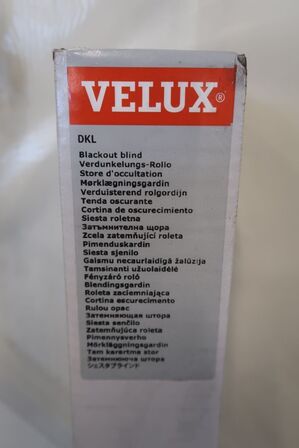 VELUX®
DKL
Blackout blind
Verdunkelungs-Rollo
Store d'occultation
Mørklægningsgardin
Verduisterend rolgordijn
Tenda oscurante
Cortina de oscurecimiento
Siesta roletna
Затъмнителна щора
Zcela zatemňující roleta
Pimenduskardin
Siesta sjenilo
Gaismu necaurlaidīgā žalūzija
Tamsinanti užuolaidėlė
Fényzáró roló
Blendingsgardin
Roleta zaciemniająca
Cortina escurecimento
Rulou opac
Затемняющая штора
Siesta senčilo
Zatemňujúca roleta
Pimennysverho
Mörkläggningsgardin
Tam karartma stor
Затемнююча штора
シエスタブラインド